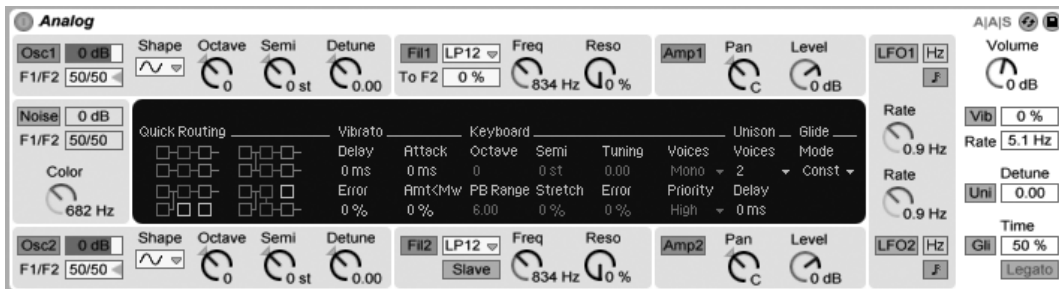 Analog A|A|S
Osc1 0 dB Shape Octave Semi Detune Fil1 LP12 Freq Reso Amp1 Pan Level LFO1 Hz Volume
F1/F2 50/50 0 0 st 0.00 To F2 0 % 834 Hz 0 % C 0 dB 0 dB
Noise 0 dB Rate Vib 0 %
F1/F2 50/50 Quick Routing Vibrato Keyboard Unison Glide 0.9 Hz Rate 5.1 Hz
Delay Attack Octave Semi Tuning Voices Voices Mode
Color 0 ms 0 ms 0 0 st 0.00 Mono 2 Const Rate Detune
Error Amt<Mw PB Range Stretch Error Priority Delay Uni 0.00
682 Hz 0 % 0 % 6.00 0 % 0 % High 0 ms 0.9 Hz
Time
Osc2 0 dB Shape Octave Semi Detune Fil2 LP12 Freq Reso Amp2 Pan Level LFO2 Hz Gli 50 %
F1/F2 50/50 0 0 st 0.00 Slave 834 Hz 0 % C 0 dB Legato